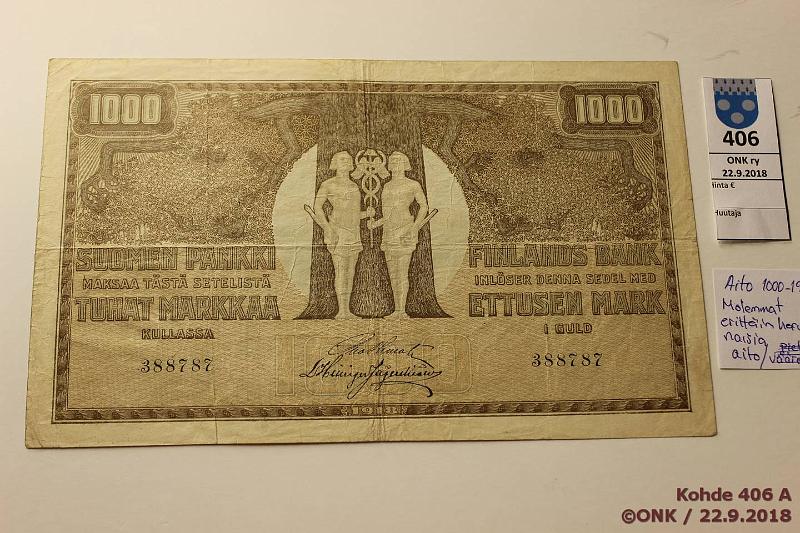 1000
1000
SUOMEN PANKKI
MAKSAA TÄSTÄ SETELISTÄ
TUHAT MARKKAA
KULLASSA
388787
FINLANDS BANK
INLÖSER DENNA SEDEL MED
ETTUSEN MARK
I GULD
388787
1000
406
ONK ry
22.9.2018
Hinta €
Huutaja
Aito 1000-19
Molemmat
erittäin
aito/
Kohde 406 A
©ONK / 22.9.2018